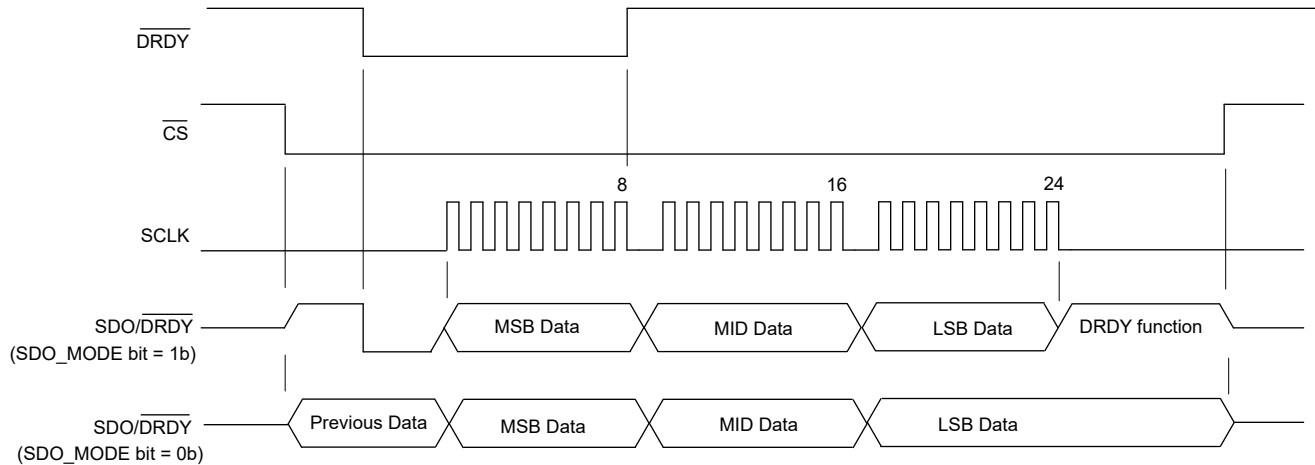 DRDY
CS
8 16 24
SCLK
SDO/DRDY
(SDO_MODE bit = 1b)
MSB Data MID Data LSB Data DRDY function
SDO/DRDY
(SDO_MODE bit = 0b)
Previous Data MSB Data MID Data LSB Data